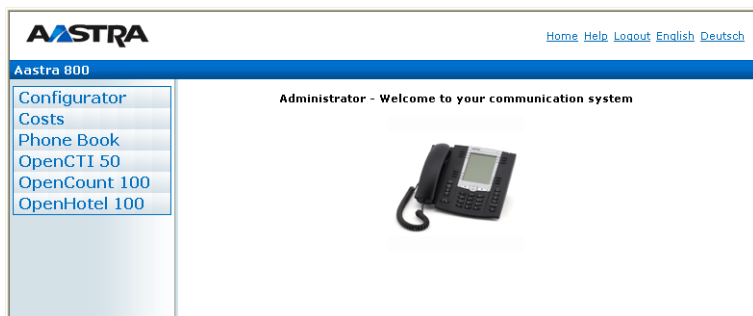 AASTRA
Home Help Logout English Deutsch
Aastra 800
Configurator
Costs
Phone Book
OpenCTI 50
OpenCount 100
OpenHotel 100
Administrator - Welcome to your communication system